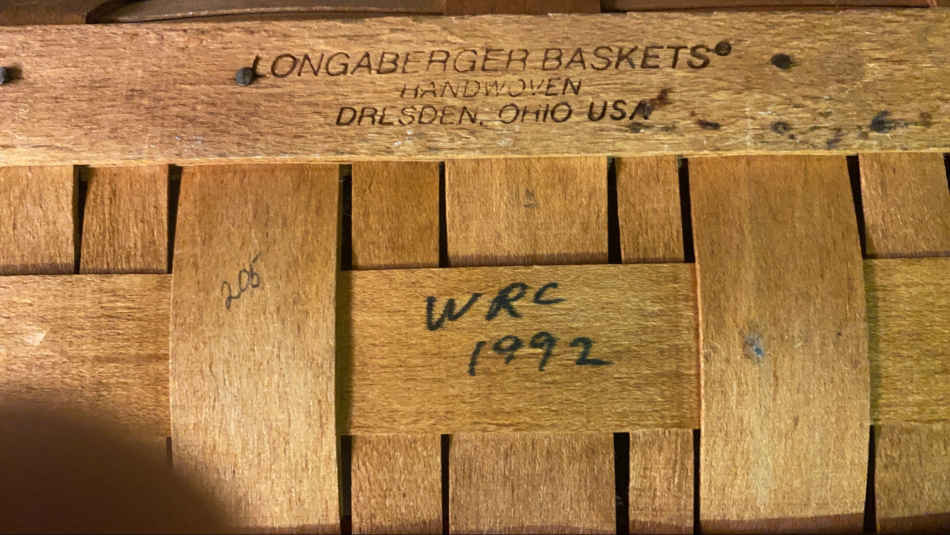 LONGABERGER BASKETS®
HANDWOVEN
DRESDEN, OHIO USA
205
WRC
1992